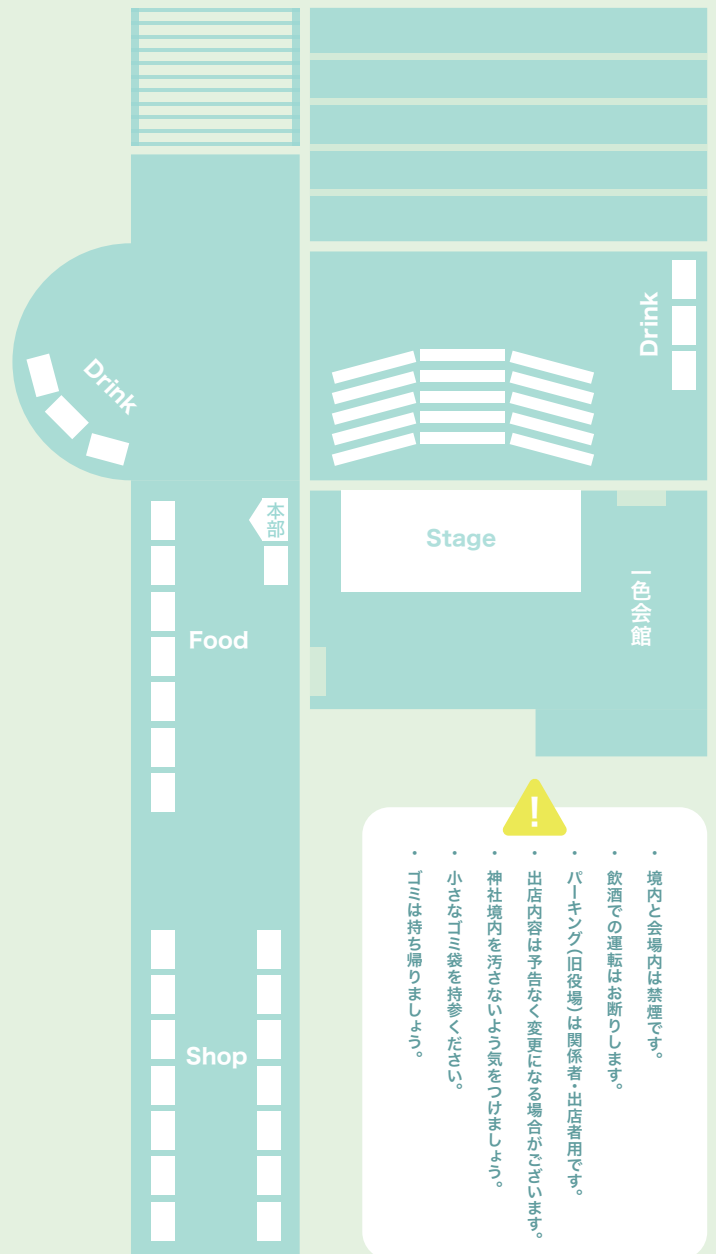 Drink
Drink
本部
Stage
一色会館
Food
Shop
!
・境内と会場内は禁煙です。
・飲酒での運転はお断りします。
・パーキング(旧役場)は関係者・出店者用です。
・出店内容は予告なく変更になる場合がございます。
・神社境内を汚さないよう気をつけましょう。
・小さなゴミ袋を持参ください。
・ゴミは持ち帰りましょう。